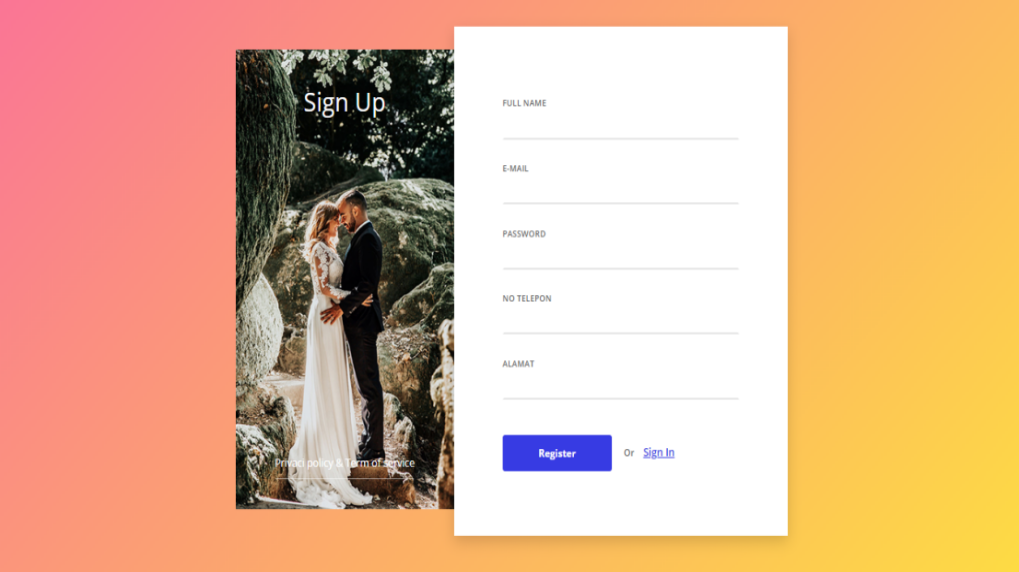 Sign Up
Privaci policy & Term of service
FULL NAME
E-MAIL
PASSWORD
NO TELEPON
ALAMAT
Register Or Sign In